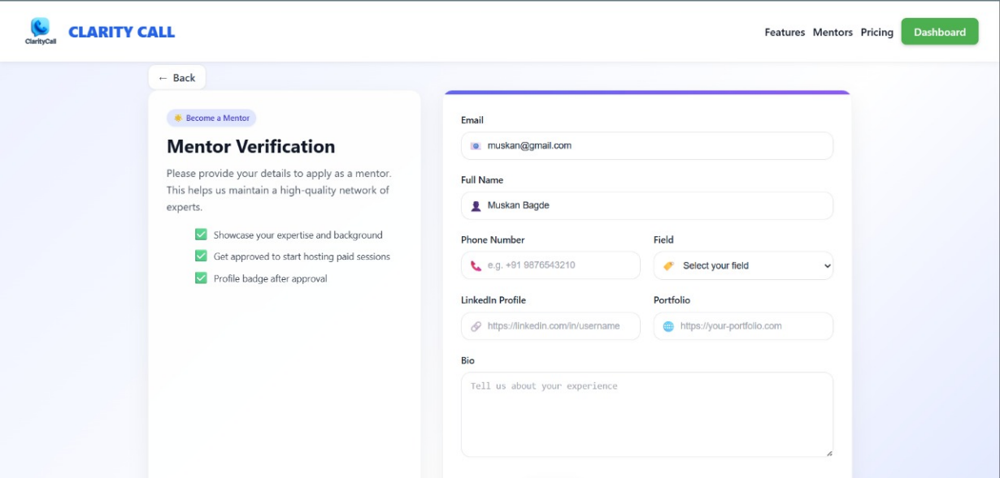 ClarityCall
CLARITY CALL
Features Mentors Pricing Dashboard
← Back
Become a Mentor
Mentor Verification
Please provide your details to apply as a mentor.
This helps us maintain a high-quality network of
experts.
Showcase your expertise and background
Get approved to start hosting paid sessions
Profile badge after approval
Email
muskan@gmail.com
Full Name
Muskan Bagde
Phone Number
e.g. +91 9876543210
Field
Select your field
LinkedIn Profile
https://linkedin.com/in/username
Portfolio
https://your-portfolio.com
Bio
Tell us about your experience